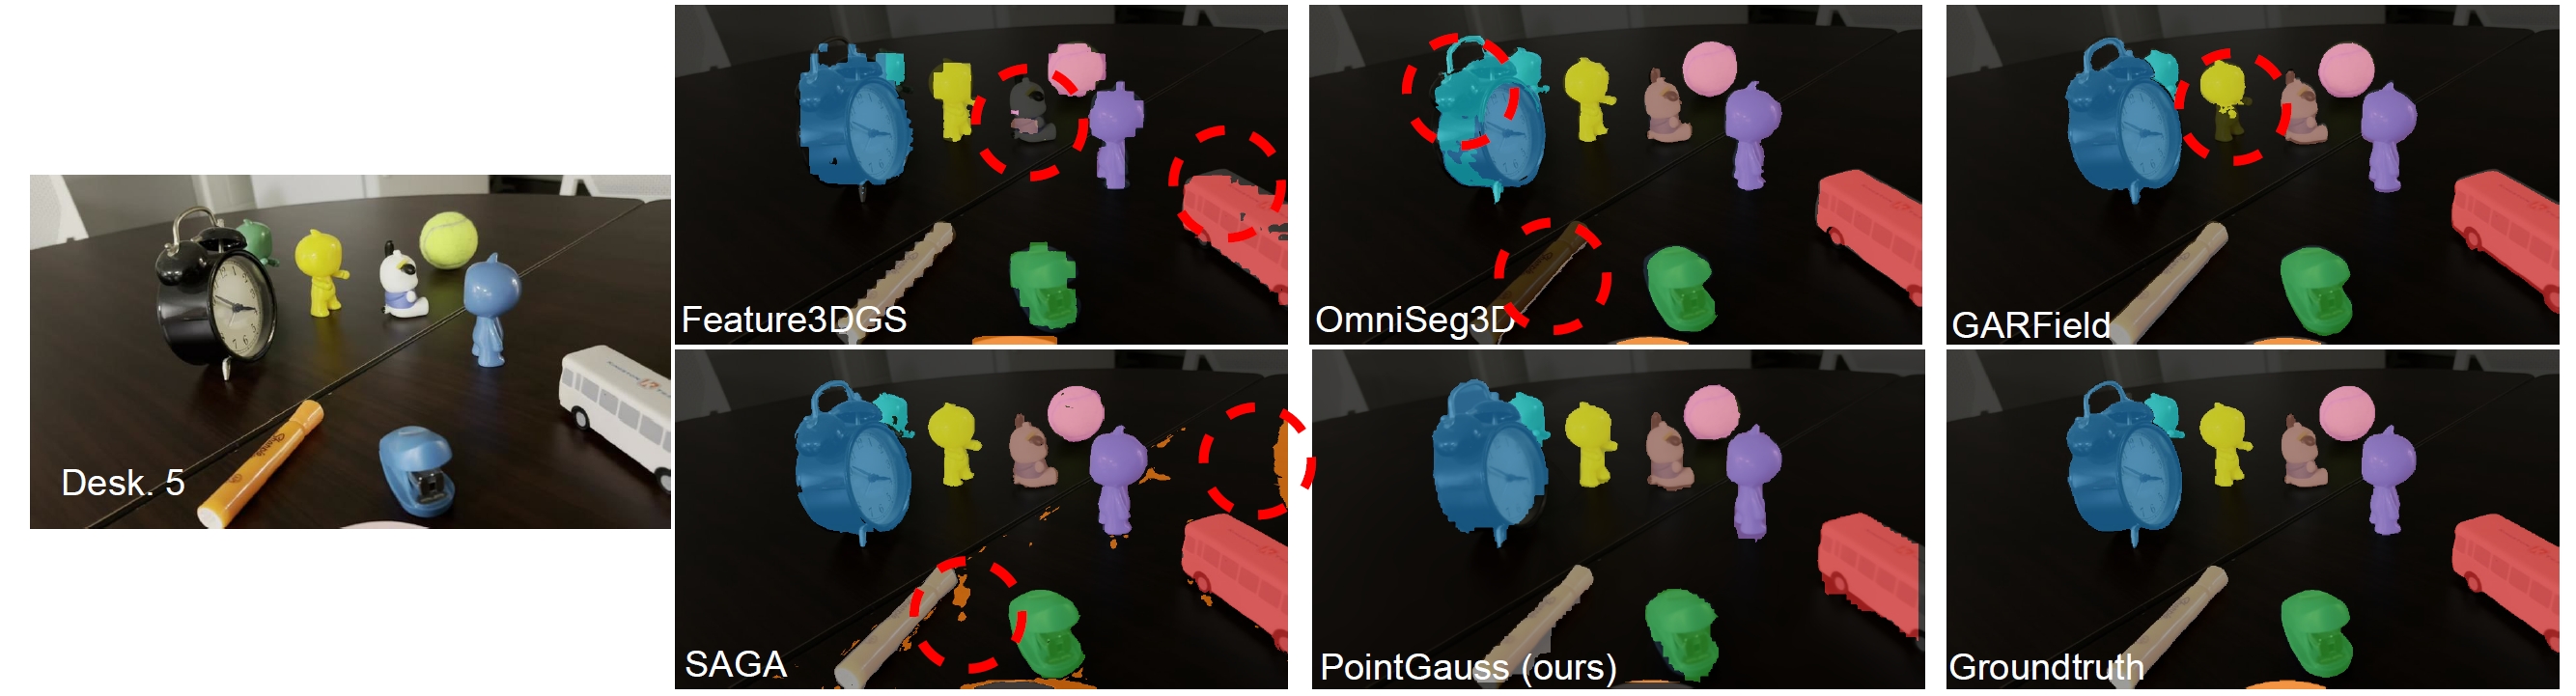 Desk. 5
Feature3DGS
OmniSeg3D
GARField
SAGA
PointGauss (ours)
Groundtruth